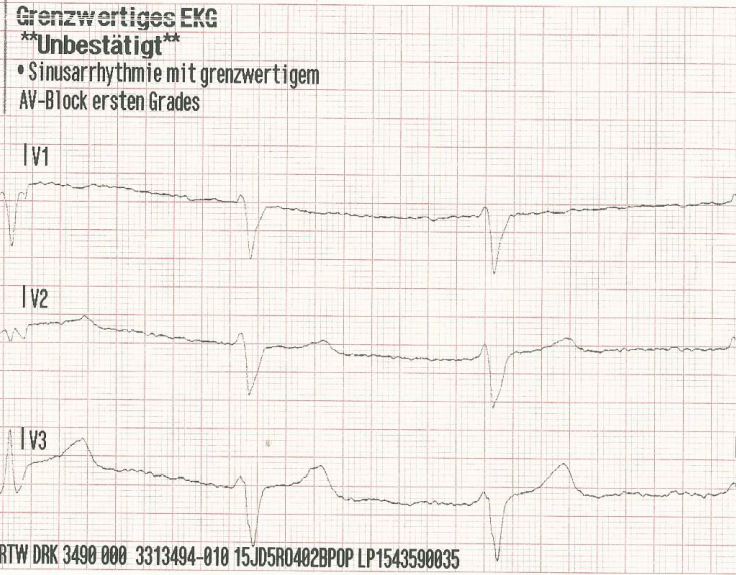 Grenzwertiges EKG
**Unbestätigt**
• Sinusarrhythmie mit grenzwertigem
AV-Block ersten Grades
V1
V2
V3
RTW DRK 3490 000 3313494-010 15JD5R0402BPOP LP1543590035